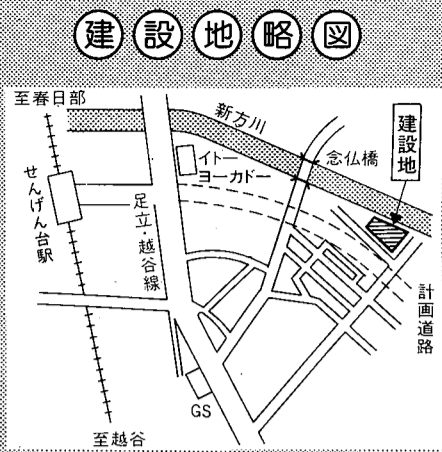 建設地略図
至春日部
新方川
建設地
念仏橋
イトーヨーカドー
せんげん台駅
足立・越谷線
計画道路
GS
至越谷